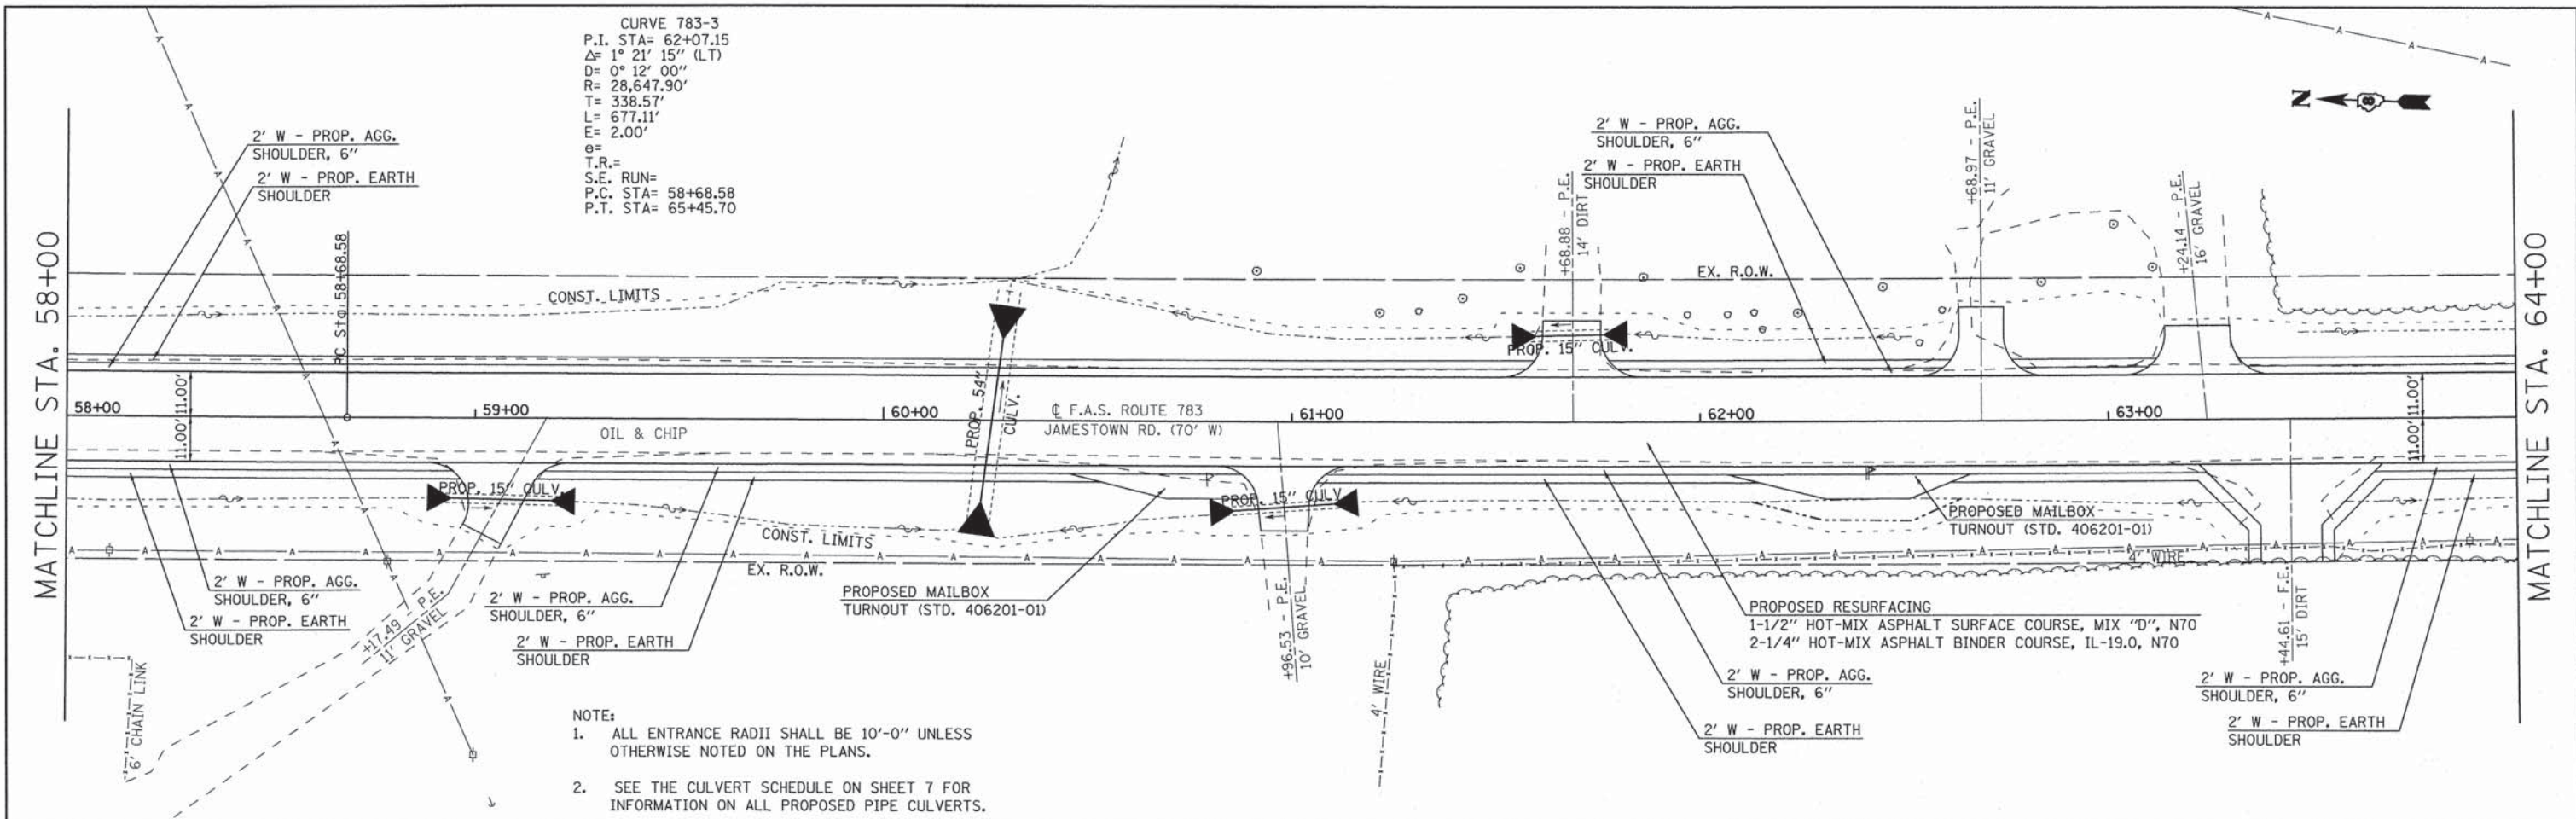 CURVE 783-3
P.I. STA= 62+07.15
Δ= 1° 21' 15" (LT)
D= 0° 12' 00"
R= 28,647.90'
T= 338.57'
L= 677.11'
E= 2.00'
e=
T.R.=
S.E. RUN=
P.C. STA= 58+68.58
P.T. STA= 65+45.70
2' W - PROP. AGG.
SHOULDER, 6"
2' W - PROP. EARTH
SHOULDER
2' W - PROP. AGG.
SHOULDER, 6"
2' W - PROP. EARTH
SHOULDER
N
MATCHLINE STA. 58+00
PC Sta 58+68.58
CONST. LIMITS
+68.88 - P.E.
14' DIRT
EX. R.O.W.
+68.97 - P.E.
11' GRAVEL
+24.14 - P.E.
16' GRAVEL
MATCHLINE STA. 64+00
PROP. 15" CULV.
58+00
11.00'
11.00'
59+00
60+00
PROP. 54"
CULV.
℄ F.A.S. ROUTE 783
JAMESTOWN RD. (70' W)
61+00
62+00
63+00
11.00'
11.00'
OIL & CHIP
PROP. 15" CULV.
PROP. 15" CULV.
CONST. LIMITS
EX. R.O.W.
4' WIRE
2' W - PROP. AGG.
SHOULDER, 6"
2' W - PROP. EARTH
SHOULDER
+17.49 - P.E.
11' GRAVEL
2' W - PROP. AGG.
SHOULDER, 6"
2' W - PROP. EARTH
SHOULDER
PROPOSED MAILBOX
TURNOUT (STD. 406201-01)
+96.53 - P.E.
10' GRAVEL
4' WIRE
PROPOSED MAILBOX
TURNOUT (STD. 406201-01)
PROPOSED RESURFACING
1-1/2" HOT-MIX ASPHALT SURFACE COURSE, MIX "D", N70
2-1/4" HOT-MIX ASPHALT BINDER COURSE, IL-19.0, N70
2' W - PROP. AGG.
SHOULDER, 6"
2' W - PROP. EARTH
SHOULDER
+44.61 - F.E.
15' DIRT
2' W - PROP. AGG.
SHOULDER, 6"
2' W - PROP. EARTH
SHOULDER
6' CHAIN LINK
NOTE:
1. ALL ENTRANCE RADII SHALL BE 10'-0" UNLESS
OTHERWISE NOTED ON THE PLANS.
2. SEE THE CULVERT SCHEDULE ON SHEET 7 FOR
INFORMATION ON ALL PROPOSED PIPE CULVERTS.